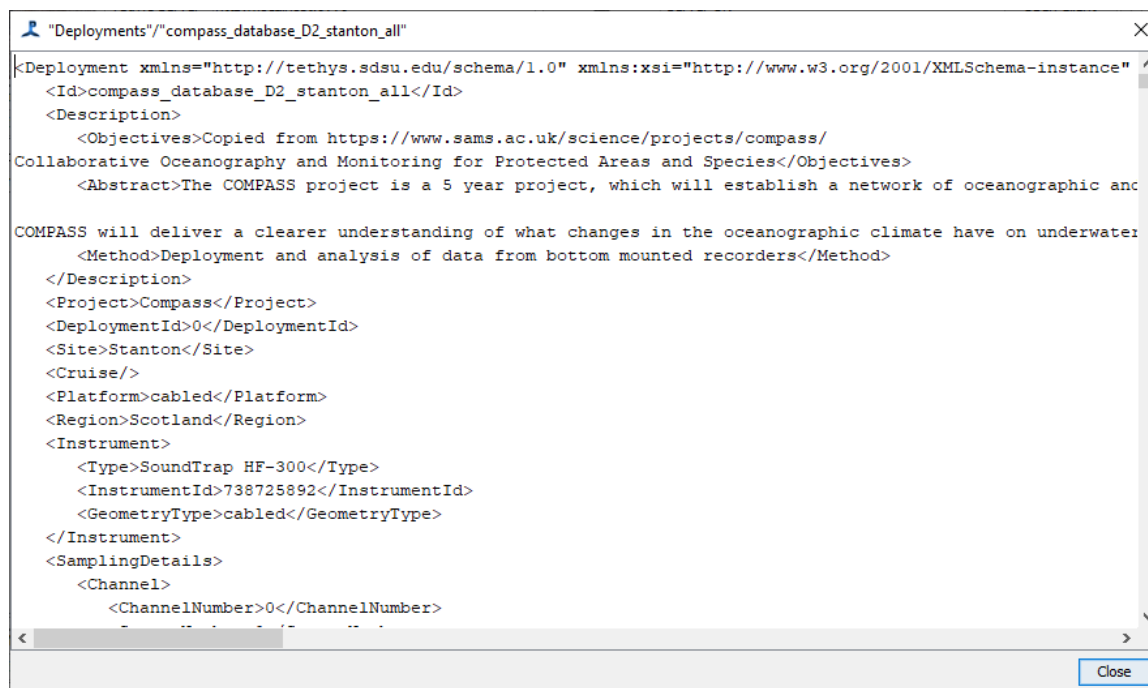 "Deployments"/"compass_database_D2_stanton_all"
<Deployment xmlns="http://tethys.sdsu.edu/schema/1.0" xmlns:xsi="http://www.w3.org/2001/XMLSchema-instance"
<Id>compass_database_D2_stanton_all</Id>
<Description>
<Objectives>Copied from https://www.sams.ac.uk/science/projects/compass/
Collaborative Oceanography and Monitoring for Protected Areas and Species</Objectives>
<Abstract>The COMPASS project is a 5 year project, which will establish a network of oceanographic and
COMPASS will deliver a clearer understanding of what changes in the oceanographic climate have on underwater
<Method>Deployment and analysis of data from bottom mounted recorders</Method>
</Description>
<Project>Compass</Project>
<DeploymentId>0</DeploymentId>
<Site>Stanton</Site>
<Cruise/>
<Platform>cabled</Platform>
<Region>Scotland</Region>
<Instrument>
<Type>SoundTrap HF-300</Type>
<InstrumentId>738725892</InstrumentId>
<GeometryType>cabled</GeometryType>
</Instrument>
<SamplingDetails>
<Channel>
<ChannelNumber>0</ChannelNumber>
Close